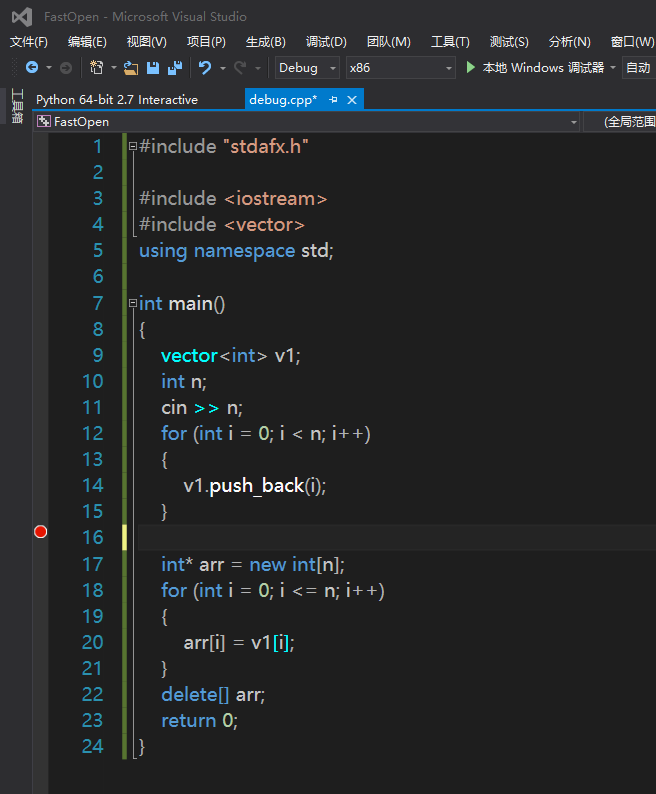 FastOpen - Microsoft Visual Studio
文件(F) 编辑(E) 视图(V) 项目(P) 生成(B) 调试(D) 团队(M) 工具(T) 测试(S) 分析(N) 窗口(W)
Debug x86 本地 Windows 调试器 自动
工具箱
Python 64-bit 2.7 Interactive debug.cpp*
FastOpen (全局范围
1 #include "stdafx.h"
2
3 #include <iostream>
4 #include <vector>
5 using namespace std;
6
7 int main()
8 {
9 vector<int> v1;
10 int n;
11 cin >> n;
12 for (int i = 0; i < n; i++)
13 {
14 v1.push_back(i);
15 }
16
17 int* arr = new int[n];
18 for (int i = 0; i <= n; i++)
19 {
20 arr[i] = v1[i];
21 }
22 delete[] arr;
23 return 0;
24 }